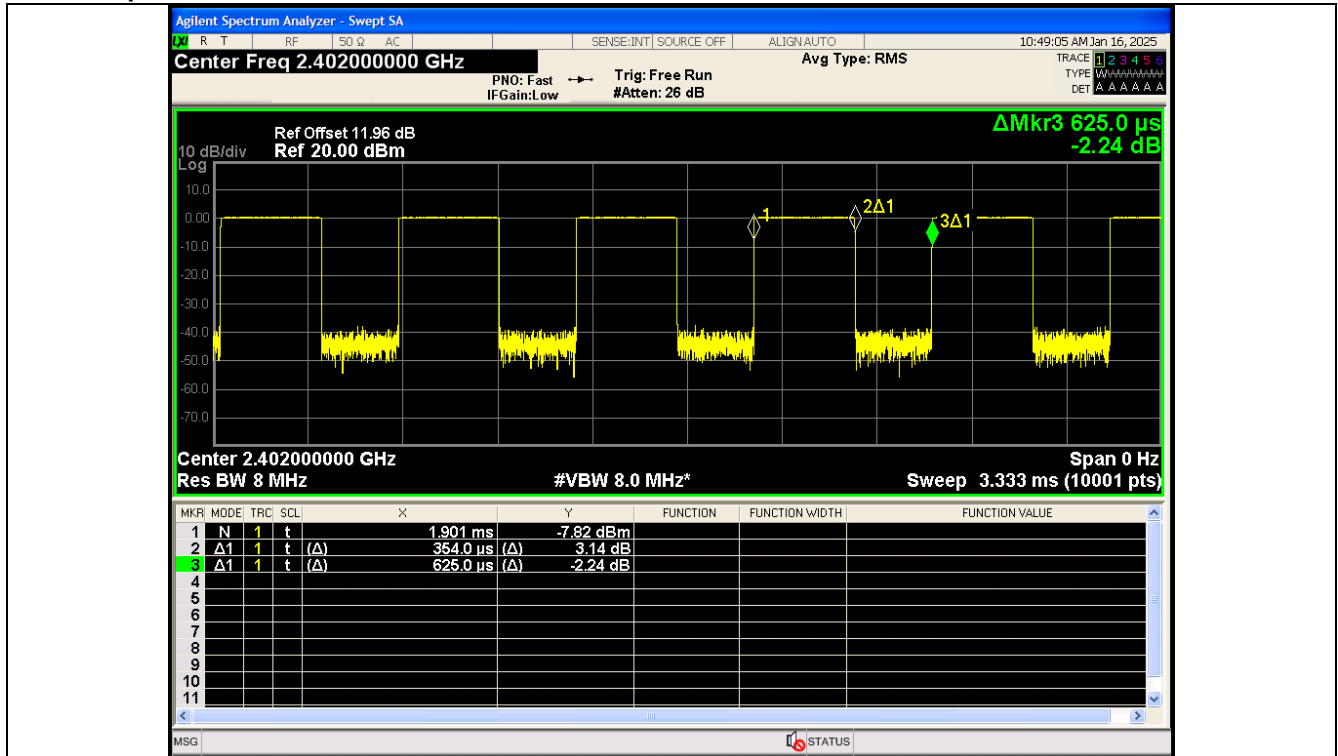 Agilent Spectrum Analyzer - Swept SA
LXI R T RF 50 Ω AC SENSE:INT SOURCE OFF ALIGN AUTO 10:49:05 AM Jan 16, 2025
Center Freq 2.402000000 GHz Avg Type: RMS TRACE 1 2 3 4 5 6
PNO: Fast Trig: Free Run TYPE WWWWWW
IFGain:Low #Atten: 26 dB DET A A A A A A
ΔMkr3 625.0 µs
Ref Offset 11.96 dB
10 dB/div Ref 20.00 dBm -2.24 dB
Log
10.0
0.00
-10.0
-20.0
-30.0
-40.0
-50.0
-60.0
-70.0
1 2Δ1 3Δ1
Center 2.402000000 GHz Span 0 Hz
Res BW 8 MHz #VBW 8.0 MHz* Sweep 3.333 ms (10001 pts)
MKR MODE TRC SCL X Y FUNCTION FUNCTION WIDTH FUNCTION VALUE
1 N 1 t 1.901 ms -7.82 dBm
2 Δ1 1 t (Δ) 354.0 µs (Δ) 3.14 dB
3 Δ1 1 t (Δ) 625.0 µs (Δ) -2.24 dB
4
5
6
7
8
9
10
11
MSG STATUS